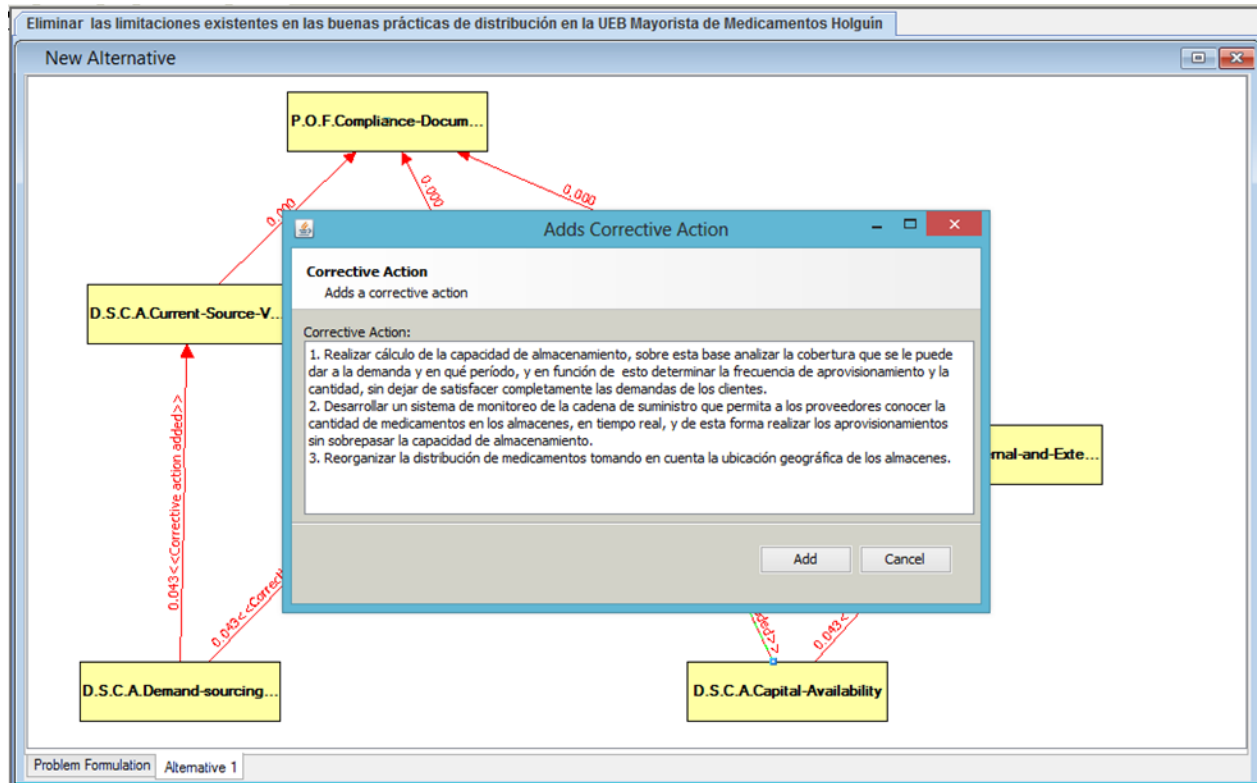 Eliminar las limitaciones existentes en las buenas prácticas de distribución en la UEB Mayorista de Medicamentos Holguín
New Alternative
P.O.F.Compliance-Docum...
0.000
0.000
0.000
Adds Corrective Action
Corrective Action
Adds a corrective action
D.S.C.A.Current-Source-V...
Corrective Action:
1. Realizar cálculo de la capacidad de almacenamiento, sobre esta base analizar la cobertura que se le puede
dar a la demanda y en qué período, y en función de esto determinar la frecuencia de aprovisionamiento y la
cantidad, sin dejar de satisfacer completamente las demandas de los clientes.
2. Desarrollar un sistema de monitoreo de la cadena de suministro que permita a los proveedores conocer la
cantidad de medicamentos en los almacenes, en tiempo real, y de esta forma realizar los aprovisionamientos
sin sobrepasar la capacidad de almacenamiento.
3. Reorganizar la distribución de medicamentos tomando en cuenta la ubicación geográfica de los almacenes.
rnal-and-Exte...
0.043<<Corrective action added>>
0.043<<Correcti
Add
Cancel
ded>>
0.043<<
D.S.C.A.Demand-sourcing...
D.S.C.A.Capital-Availability
Problem Formulation
Alternative 1